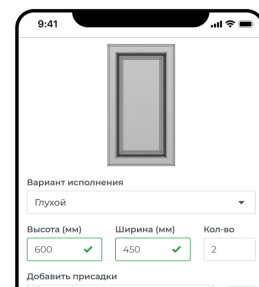 9:41
Вариант исполнения
Глухой
Высота (мм) Ширина (мм) Кол-во
600 450 2
Добавить присадки